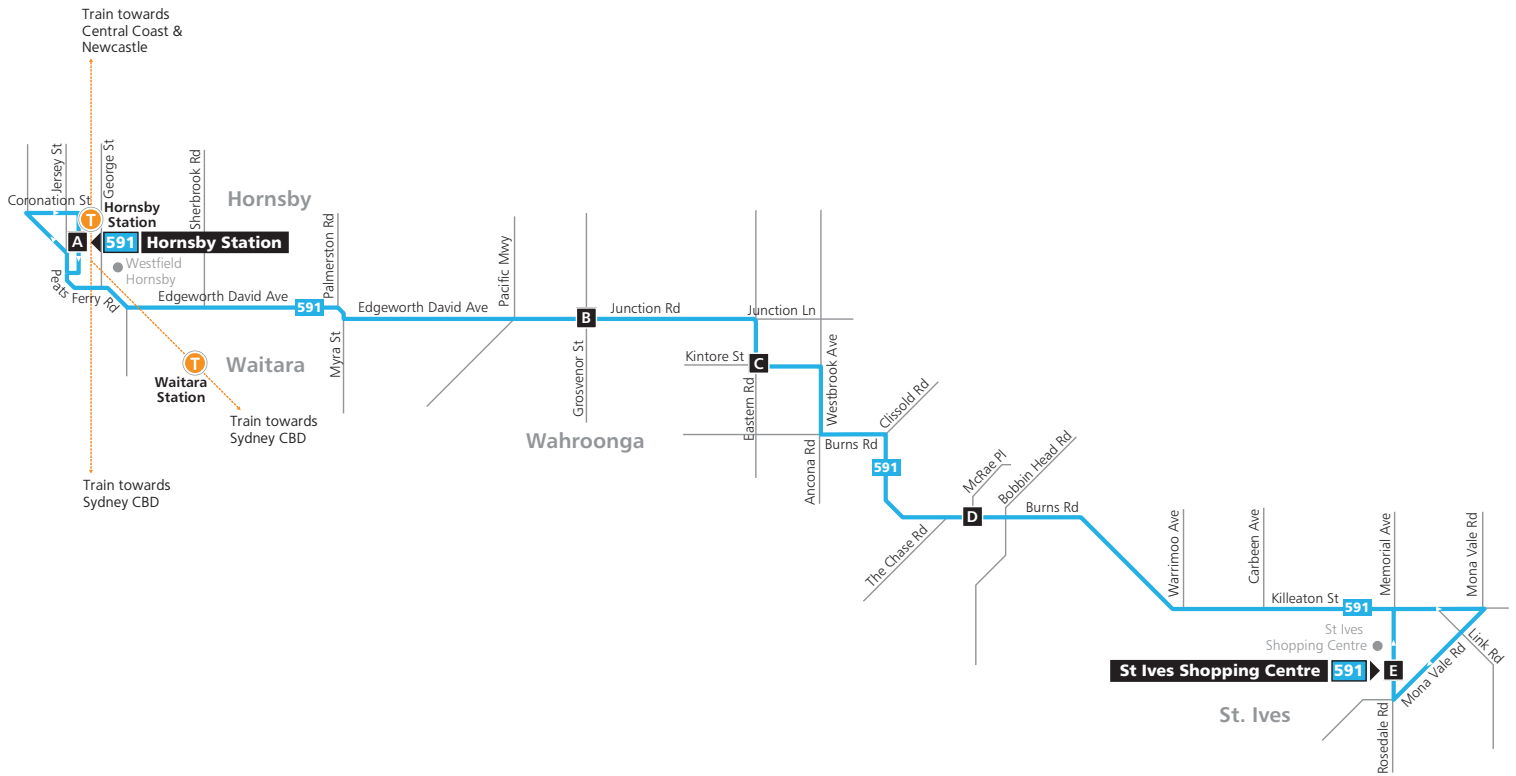 Train towards
Central Coast &
Newcastle
Jersey St
George St
Sherbrook Rd
Hornsby
Coronation St
Hornsby
Station
T
A
591
Hornsby Station
Westfield
Hornsby
Peats
Ferry Rd
Edgeworth David Ave
591
Palmerston Rd
Edgeworth David Ave
Pacific Mwy
B
Junction Rd
Junction Ln
T
Waitara
Station
Waitara
Myra St
Grosvenor St
Kintore St
C
Eastern Rd
Westbrook Ave
Clissold Rd
Train towards
Sydney CBD
Wahroonga
Burns Rd
Ancona Rd
591
Train towards
Sydney CBD
McRae Pl
Bobbin Head Rd
The Chase Rd
D
Burns Rd
Warrimoo Ave
Carbeen Ave
Memorial Ave
Mona Vale Rd
Killeaton St
591
St Ives
Shopping Centre
Link Rd
St Ives Shopping Centre
591
E
Mona Vale Rd
St. Ives
Rosedale Rd